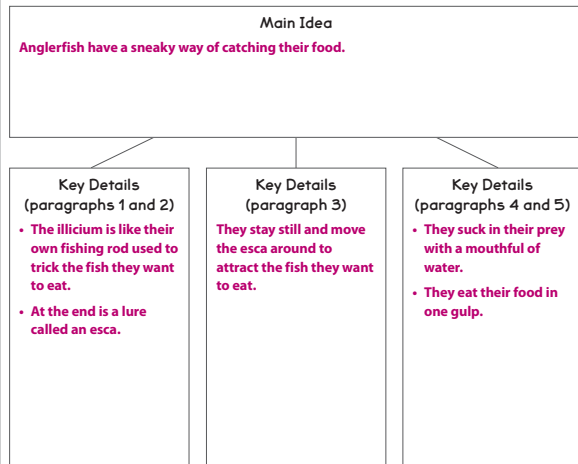 Main Idea
Anglerfish have a sneaky way of catching their food.
Key Details
(paragraphs 1 and 2)
• The illicium is like their
own fishing rod used to
trick the fish they want
to eat.
• At the end is a lure
called an esca.
Key Details
(paragraph 3)
They stay still and move
the esca around to
attract the fish they want
to eat.
Key Details
(paragraphs 4 and 5)
• They suck in their prey
with a mouthful of
water.
• They eat their food in
one gulp.